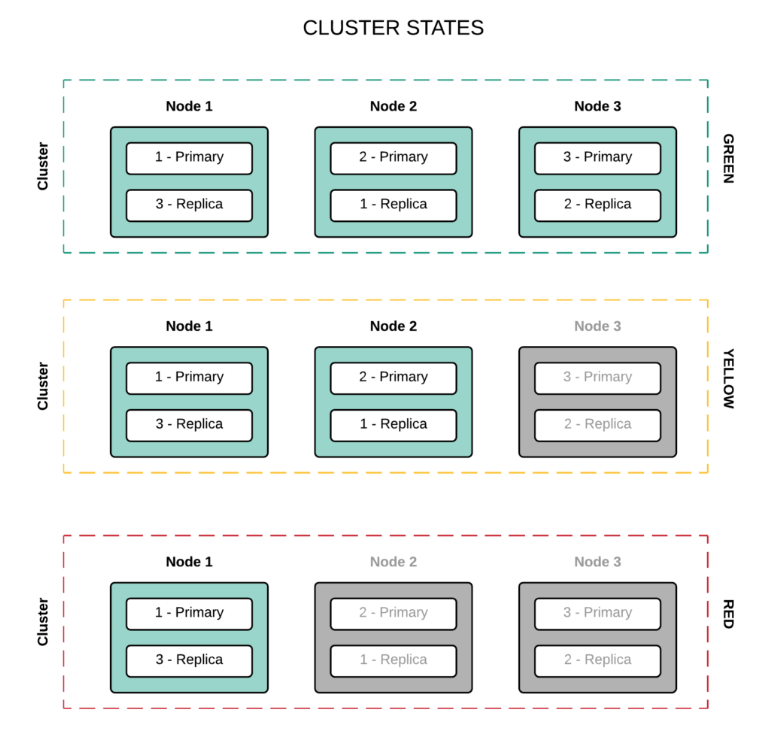 CLUSTER STATES
Node 1
Node 2
Node 3
Cluster
1 - Primary
2 - Primary
3 - Primary
3 - Replica
1 - Replica
2 - Replica
GREEN
Node 1
Node 2
Node 3
Cluster
1 - Primary
2 - Primary
3 - Primary
3 - Replica
1 - Replica
2 - Replica
YELLOW
Node 1
Node 2
Node 3
Cluster
1 - Primary
2 - Primary
3 - Primary
3 - Replica
1 - Replica
2 - Replica
RED